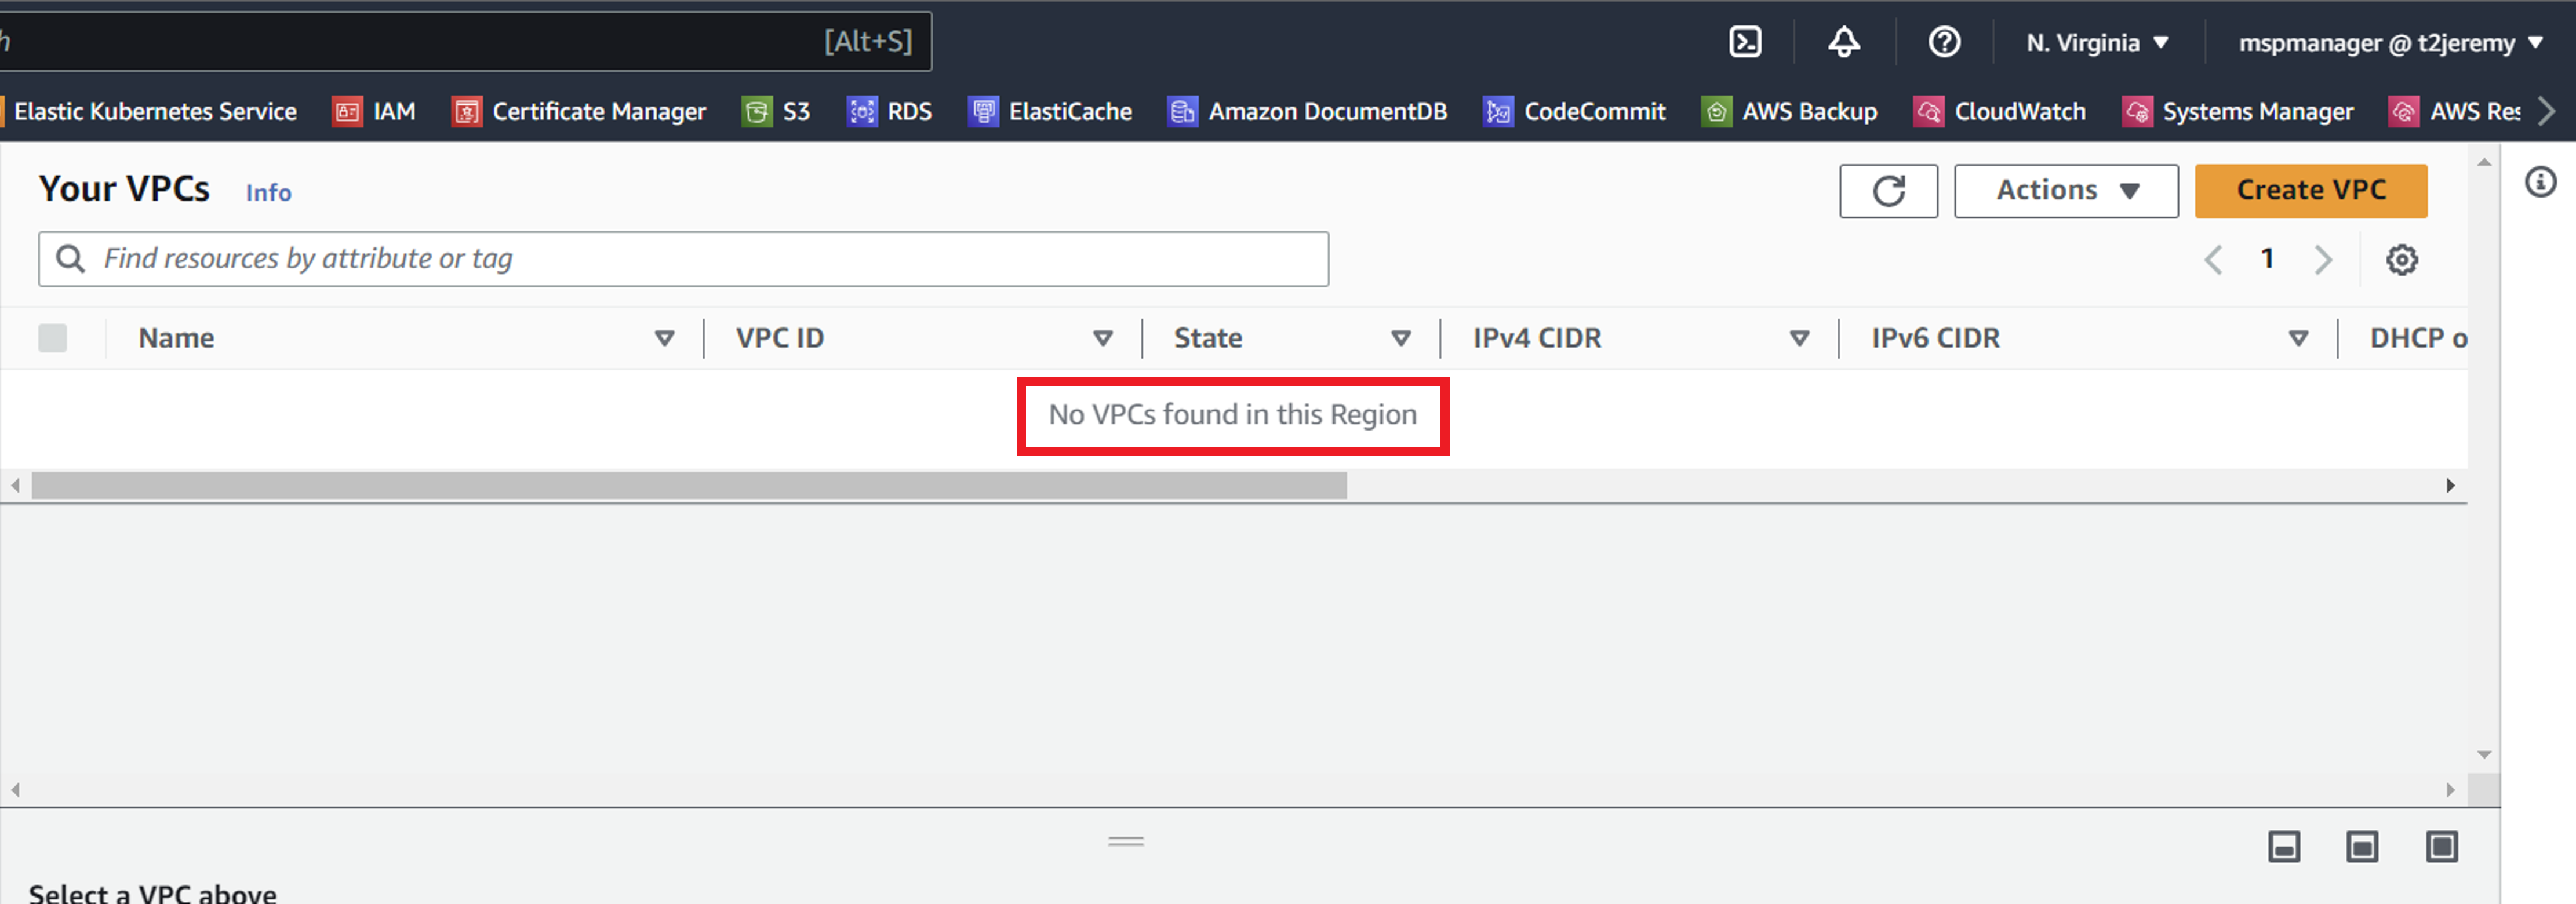 h [Alt+S] N. Virginia mspmanager @ t2jeremy
Elastic Kubernetes Service IAM Certificate Manager S3 RDS ElastiCache Amazon DocumentDB CodeCommit AWS Backup CloudWatch Systems Manager AWS Res
Your VPCs Info Actions Create VPC
Find resources by attribute or tag 1
Name VPC ID State IPv4 CIDR IPv6 CIDR DHCP o
No VPCs found in this Region
Select a VPC above